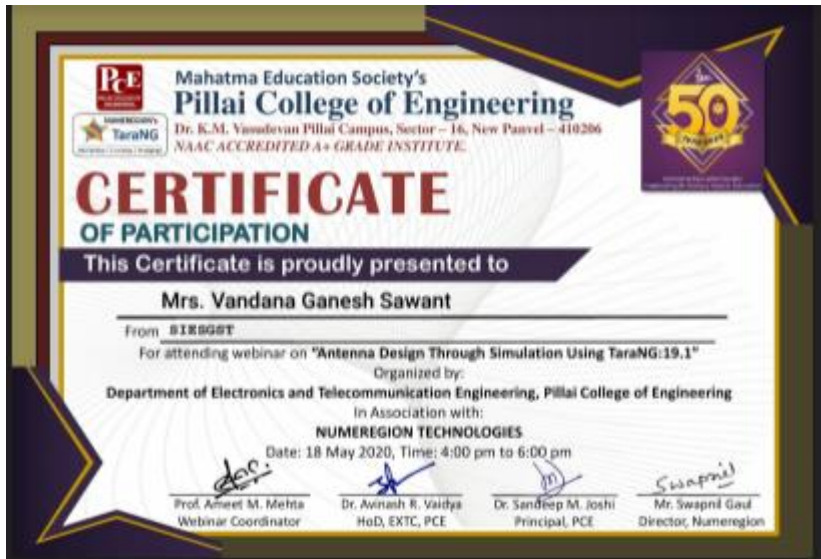 PCE
NUMEREGION's
TaraNG
Mahatma Education Society's
Pillai College of Engineering
Dr. K.M. Vasudevan Pillai Campus, Sector – 16, New Panvel – 410206
NAAC ACCREDITED A+ GRADE INSTITUTE.
50
CERTIFICATE
OF PARTICIPATION
This Certificate is proudly presented to
Mrs. Vandana Ganesh Sawant
From SIESGST
For attending webinar on "Antenna Design Through Simulation Using TaraNG:19.1"
Organized by:
Department of Electronics and Telecommunication Engineering, Pillai College of Engineering
In Association with:
NUMEREGION TECHNOLOGIES
Date: 18 May 2020, Time: 4:00 pm to 6:00 pm
Swapnil
Prof. Ameet M. Mehta Dr. Avinash R. Vaidya Dr. Sandeep M. Joshi Mr. Swapnil Gaul
Webinar Coordinator HoD, EXTC, PCE Principal, PCE Director, Numeregion